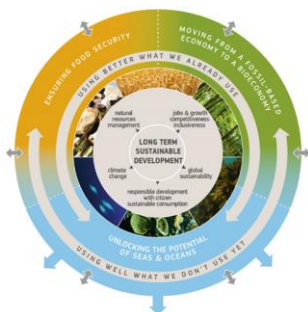 ENSURING FOOD SECURITY
MOVING FROM A FOSSIL-BASED
ECONOMY TO A BIOECONOMY
USING BETTER WHAT WE ALREADY USE
natural
resources
management
jobs & growth
competitiveness
inclusiveness
LONG TERM
SUSTAINABLE
DEVELOPMENT
climate
change
global
sustainability
responsible development
with citizen
sustainable consumption
UNLOCKING THE POTENTIAL
OF SEAS & OCEANS
USING WELL WHAT WE DON'T USE YET